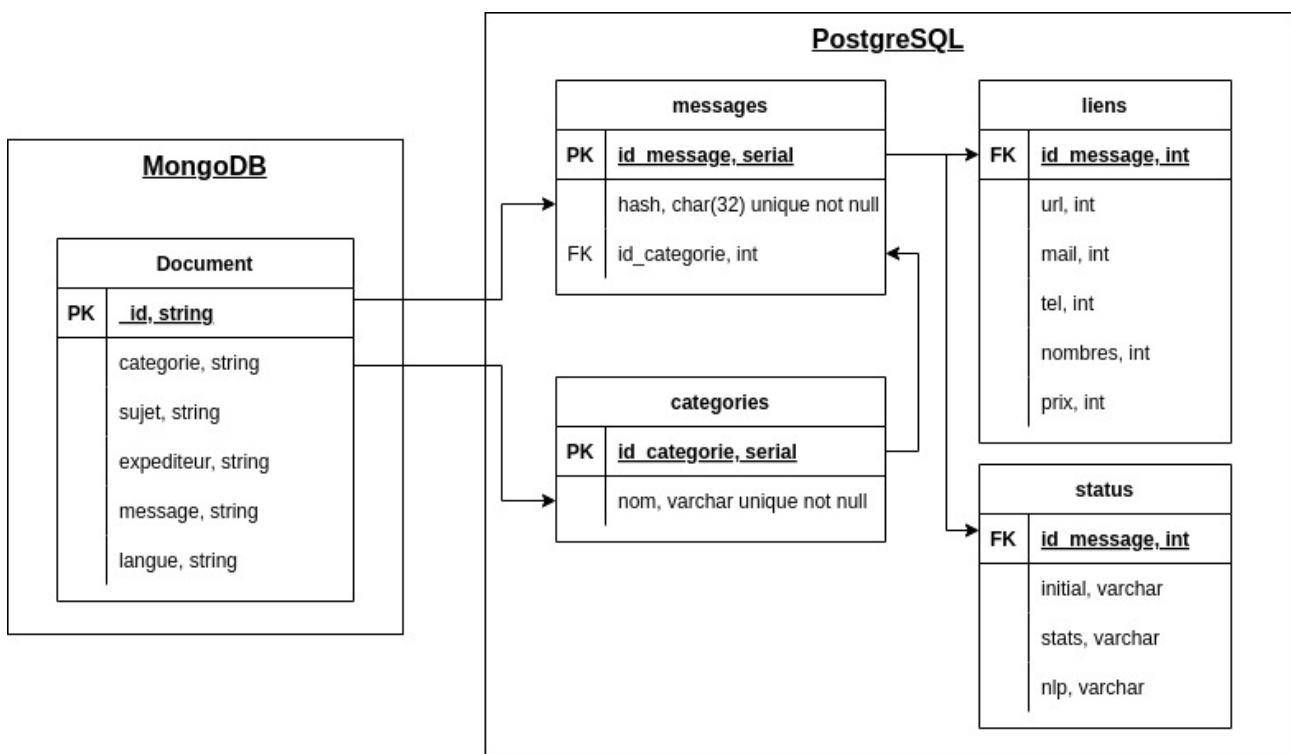 MongoDB
Document
PK _id, string
categorie, string
sujet, string
expediteur, string
message, string
langue, string
PostgreSQL
messages
PK id_message, serial
hash, char(32) unique not null
FK id_categorie, int
categories
PK id_categorie, serial
nom, varchar unique not null
liens
FK id_message, int
url, int
mail, int
tel, int
nombres, int
prix, int
status
FK id_message, int
initial, varchar
stats, varchar
nlp, varchar